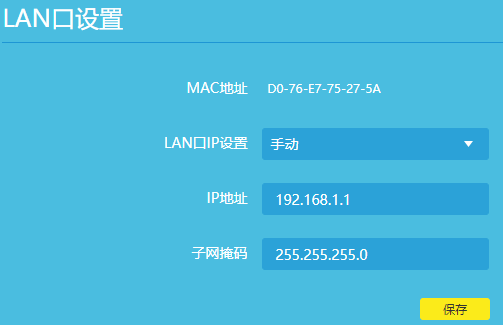 LAN口设置
MAC地址 D0-76-E7-75-27-5A
LAN口IP设置 手动
IP地址 192.168.1.1
子网掩码 255.255.255.0
保存